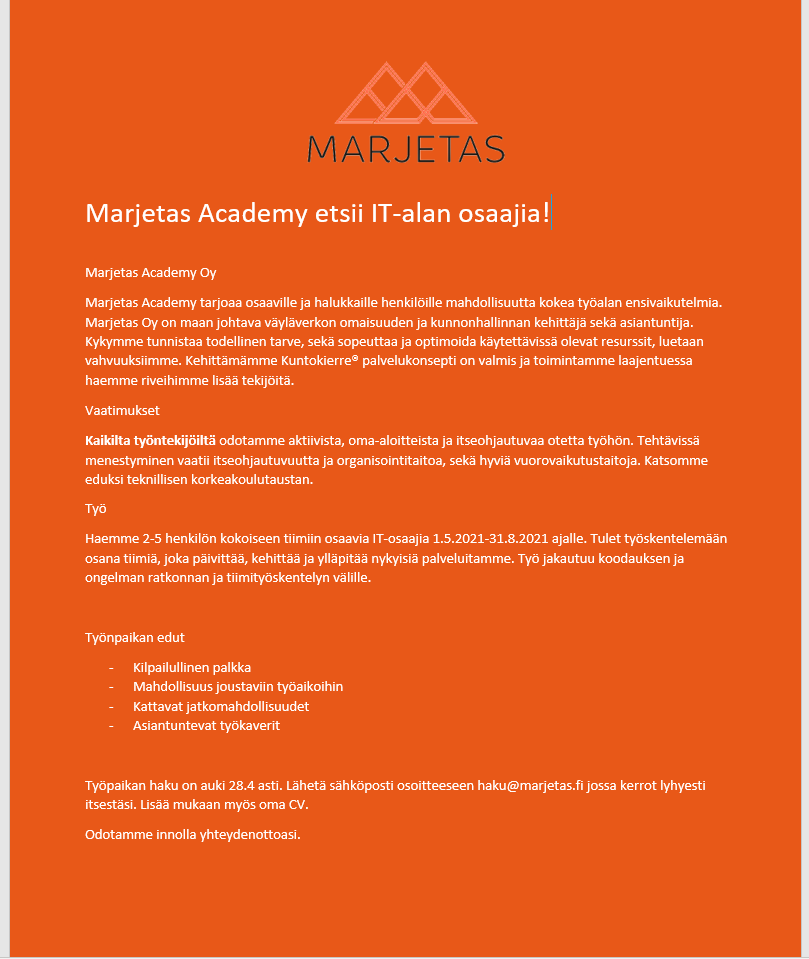 MARJETAS
Marjetas Academy etsii IT-alan osaajia!
Marjetas Academy Oy
Marjetas Academy tarjoaa osaaville ja halukkaille henkilöille mahdollisuutta kokea työalan ensivaikutelmia.
Marjetas Oy on maan johtava väyläverkon omaisuuden ja kunnonhallinnan kehittäjä sekä asiantuntija.
Kykymme tunnistaa todellinen tarve, sekä sopeuttaa ja optimoida käytettävissä olevat resurssit, luetaan
vahvuuksiimme. Kehittämämme Kuntokierre® palvelukonsepti on valmis ja toimintamme laajentuessa
haemme riveihimme lisää tekijöitä.
Vaatimukset
Kaikilta työntekijöiltä odotamme aktiivista, oma-aloitteista ja itseohjautuvaa otetta työhön. Tehtävissä
menestyminen vaatii itseohjautuvuutta ja organisointitaitoa, sekä hyviä vuorovaikutustaitoja. Katsomme
eduksi teknillisen korkeakoulutaustan.
Työ
Haemme 2-5 henkilön kokoiseen tiimiin osaavia IT-osaajia 1.5.2021-31.8.2021 ajalle. Tulet työskentelemään
osana tiimiä, joka päivittää, kehittää ja ylläpitää nykyisiä palveluitamme. Työ jakautuu koodauksen ja
ongelman ratkonnan ja tiimityöskentelyn välille.
Työnpaikan edut
- Kilpailullinen palkka
- Mahdollisuus joustaviin työaikoihin
- Kattavat jatkomahdollisuudet
- Asiantuntevat työkaverit
Työpaikan haku on auki 28.4 asti. Lähetä sähköposti osoitteeseen haku@marjetas.fi jossa kerrot lyhyesti
itsestäsi. Lisää mukaan myös oma CV.
Odotamme innolla yhteydenottoasi.